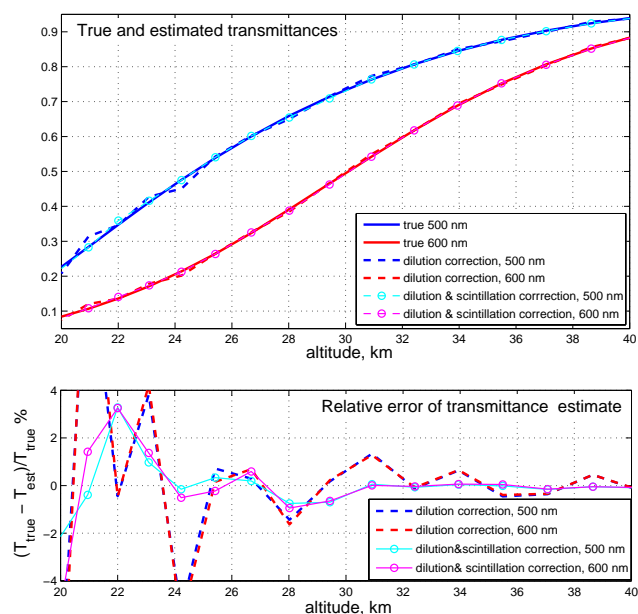 True and estimated transmittances
0.9
0.8
0.7
0.6
0.5
0.4
0.3
0.2
0.1
true 500 nm
true 600 nm
dilution correction, 500 nm
dilution correction, 600 nm
dilution & scintillation corrrection, 500 nm
dilution & scintillation correction, 600 nm
20 22 24 26 28 30 32 34 36 38 40
altitude, km
Relative error of transmittance estimate
(T_true − T_est)/T_true %
4
2
0
−2
−4
dilution correction, 500 nm
dilution correction, 600 nm
dilution&scintillation correction, 500 nm
dilution& scintillation correction, 600 nm
20 22 24 26 28 30 32 34 36 38 40
altitude, km